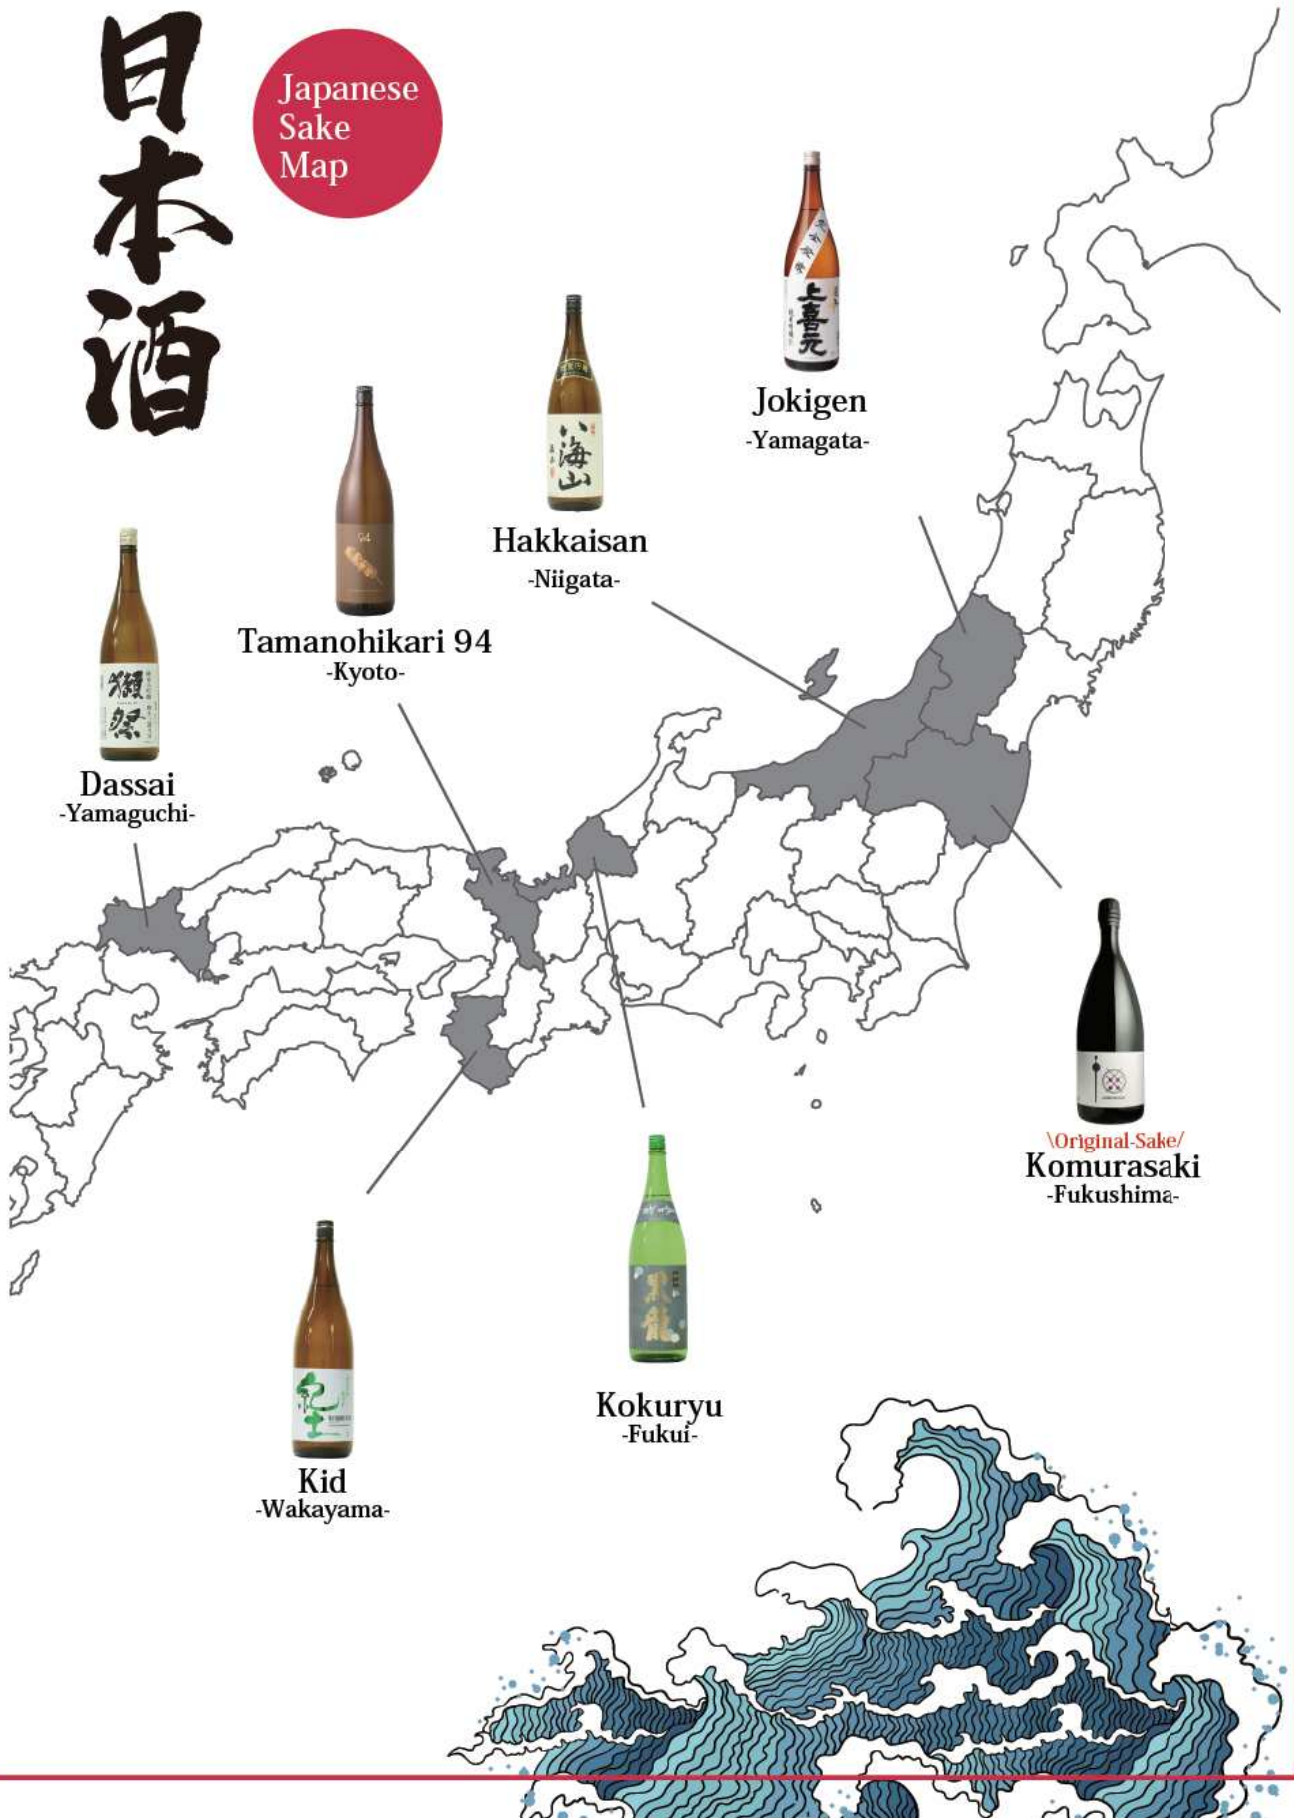 日本酒
Japanese
Sake
Map
上喜元
Jokigen
-Yamagata-
八海山
Hakkaisan
-Niigata-
94
Tamanohikari 94
-Kyoto-
獺祭
Dassai
-Yamaguchi-
\Original-Sake/
Komurasaki
-Fukushima-
黒龍
Kokuryu
-Fukui-
紀土
Kid
-Wakayama-